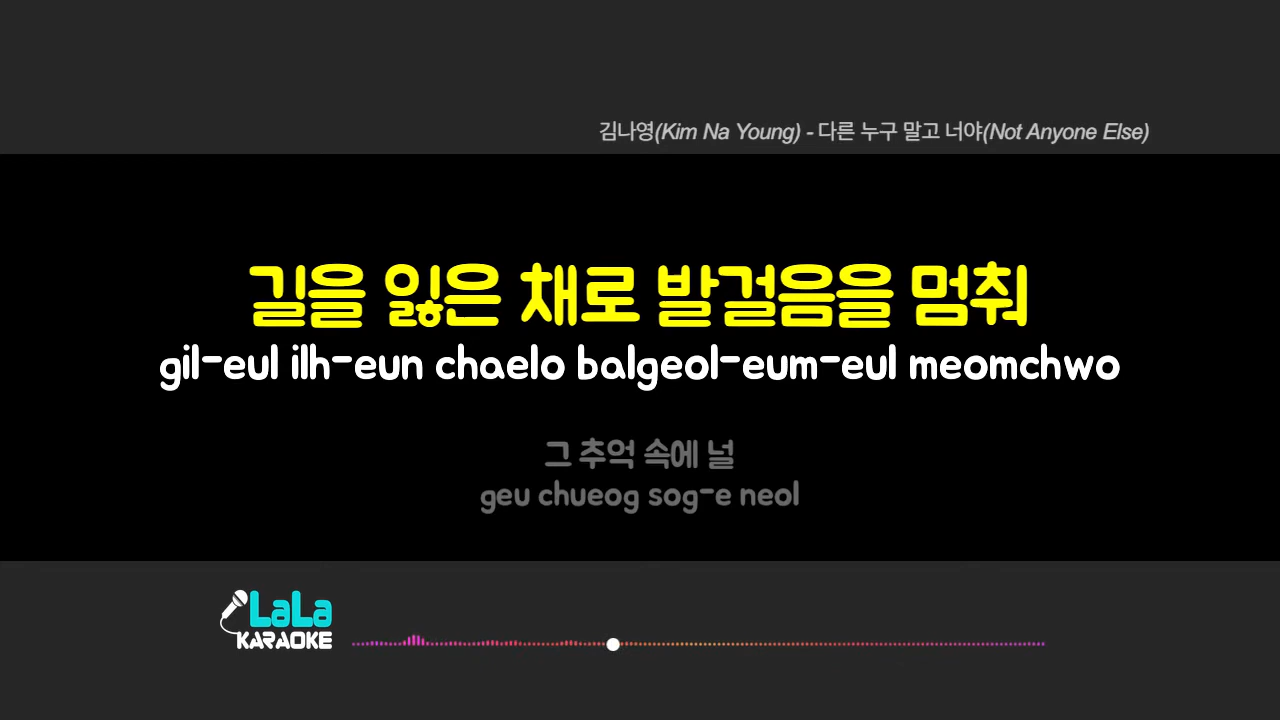 김나영(Kim Na Young) - 다른 누구 말고 너야(Not Anyone Else)
길을 잃은 채로 발걸음을 멈춰
gil-eul ilh-eun chaelo balgeol-eum-eul meomchwo
그 추억 속에 널
geu chueog sog-e neol
LaLa
KARAOKE